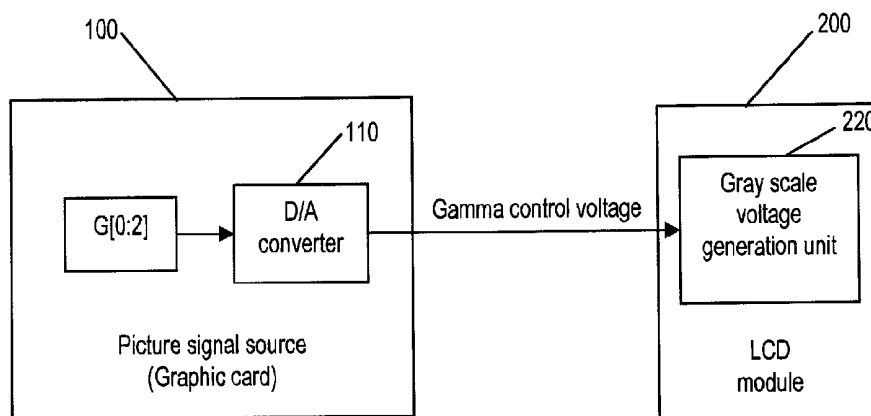 100
200
110
220
G[0:2]
D/A
converter
Gamma control voltage
Gray scale
voltage
generation unit
Picture signal source
(Graphic card)
LCD
module